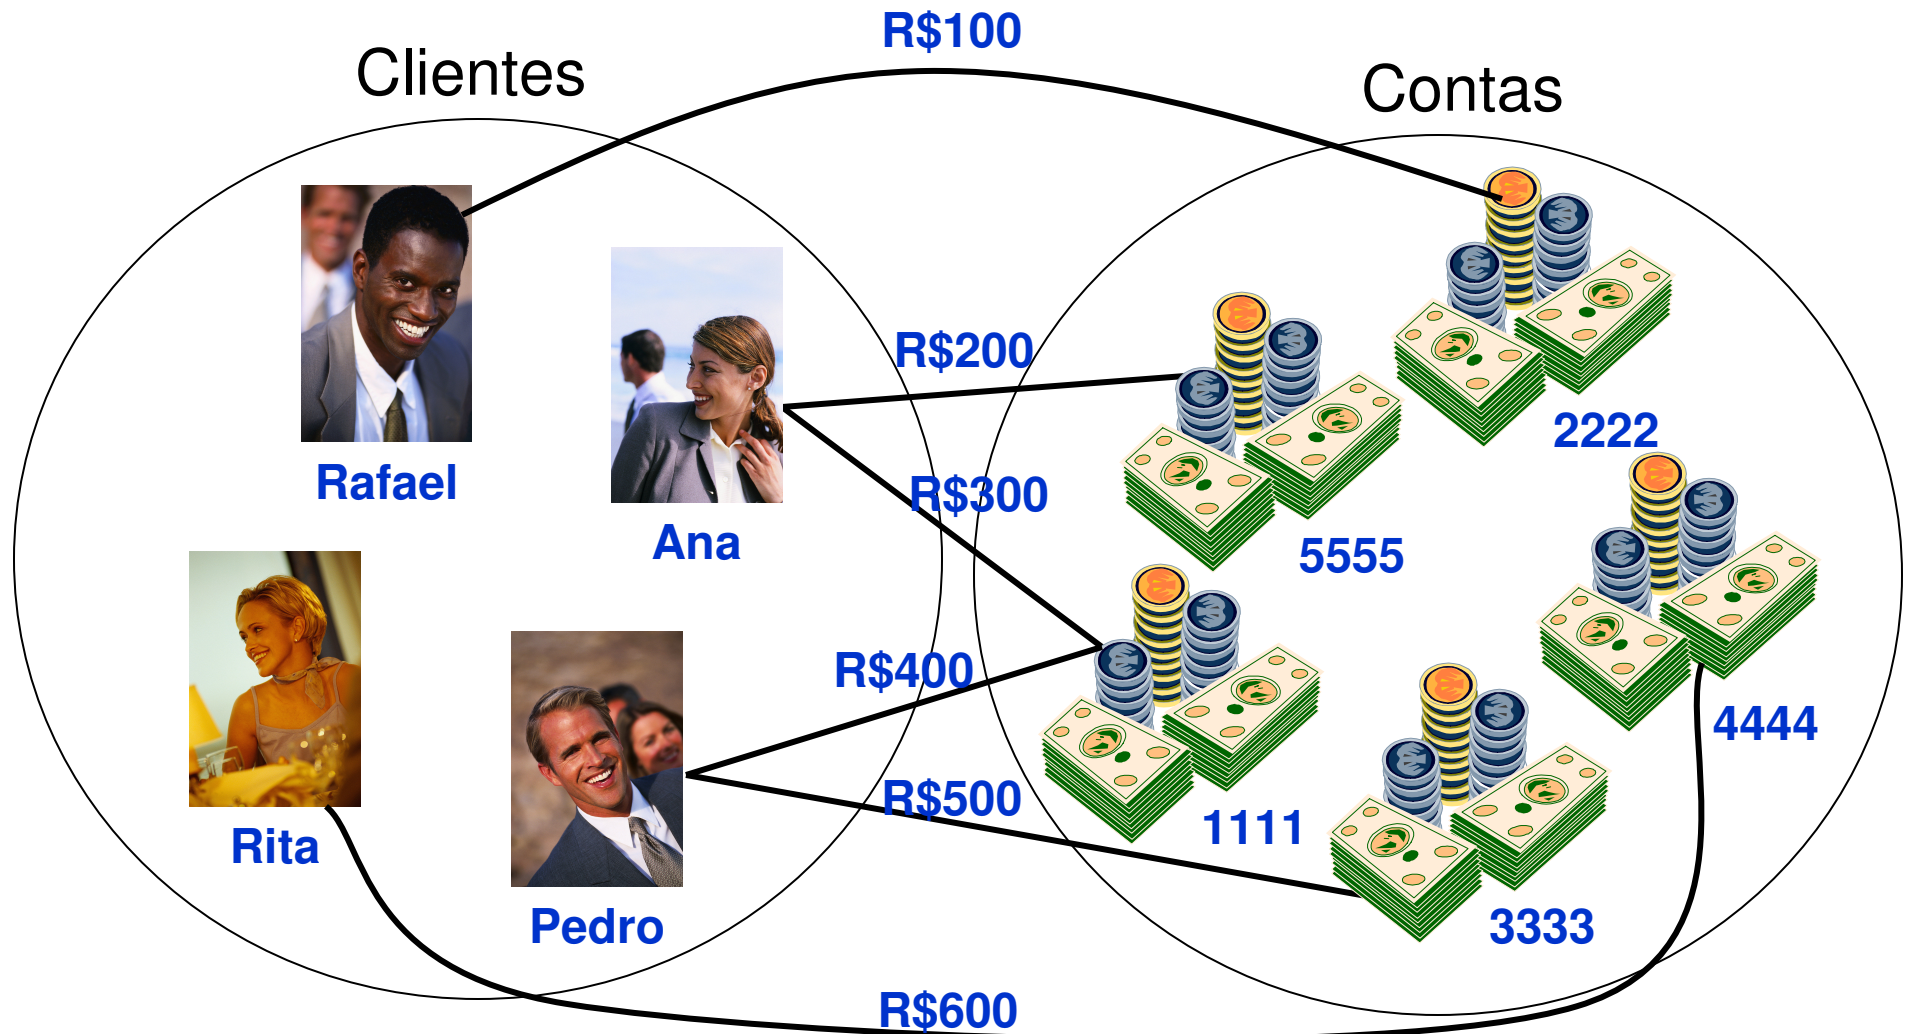 R$100
Clientes
Contas
R$200
2222
Rafael
R$300
Ana
5555
R$400
4444
R$500
1111
Rita
Pedro
3333
R$600